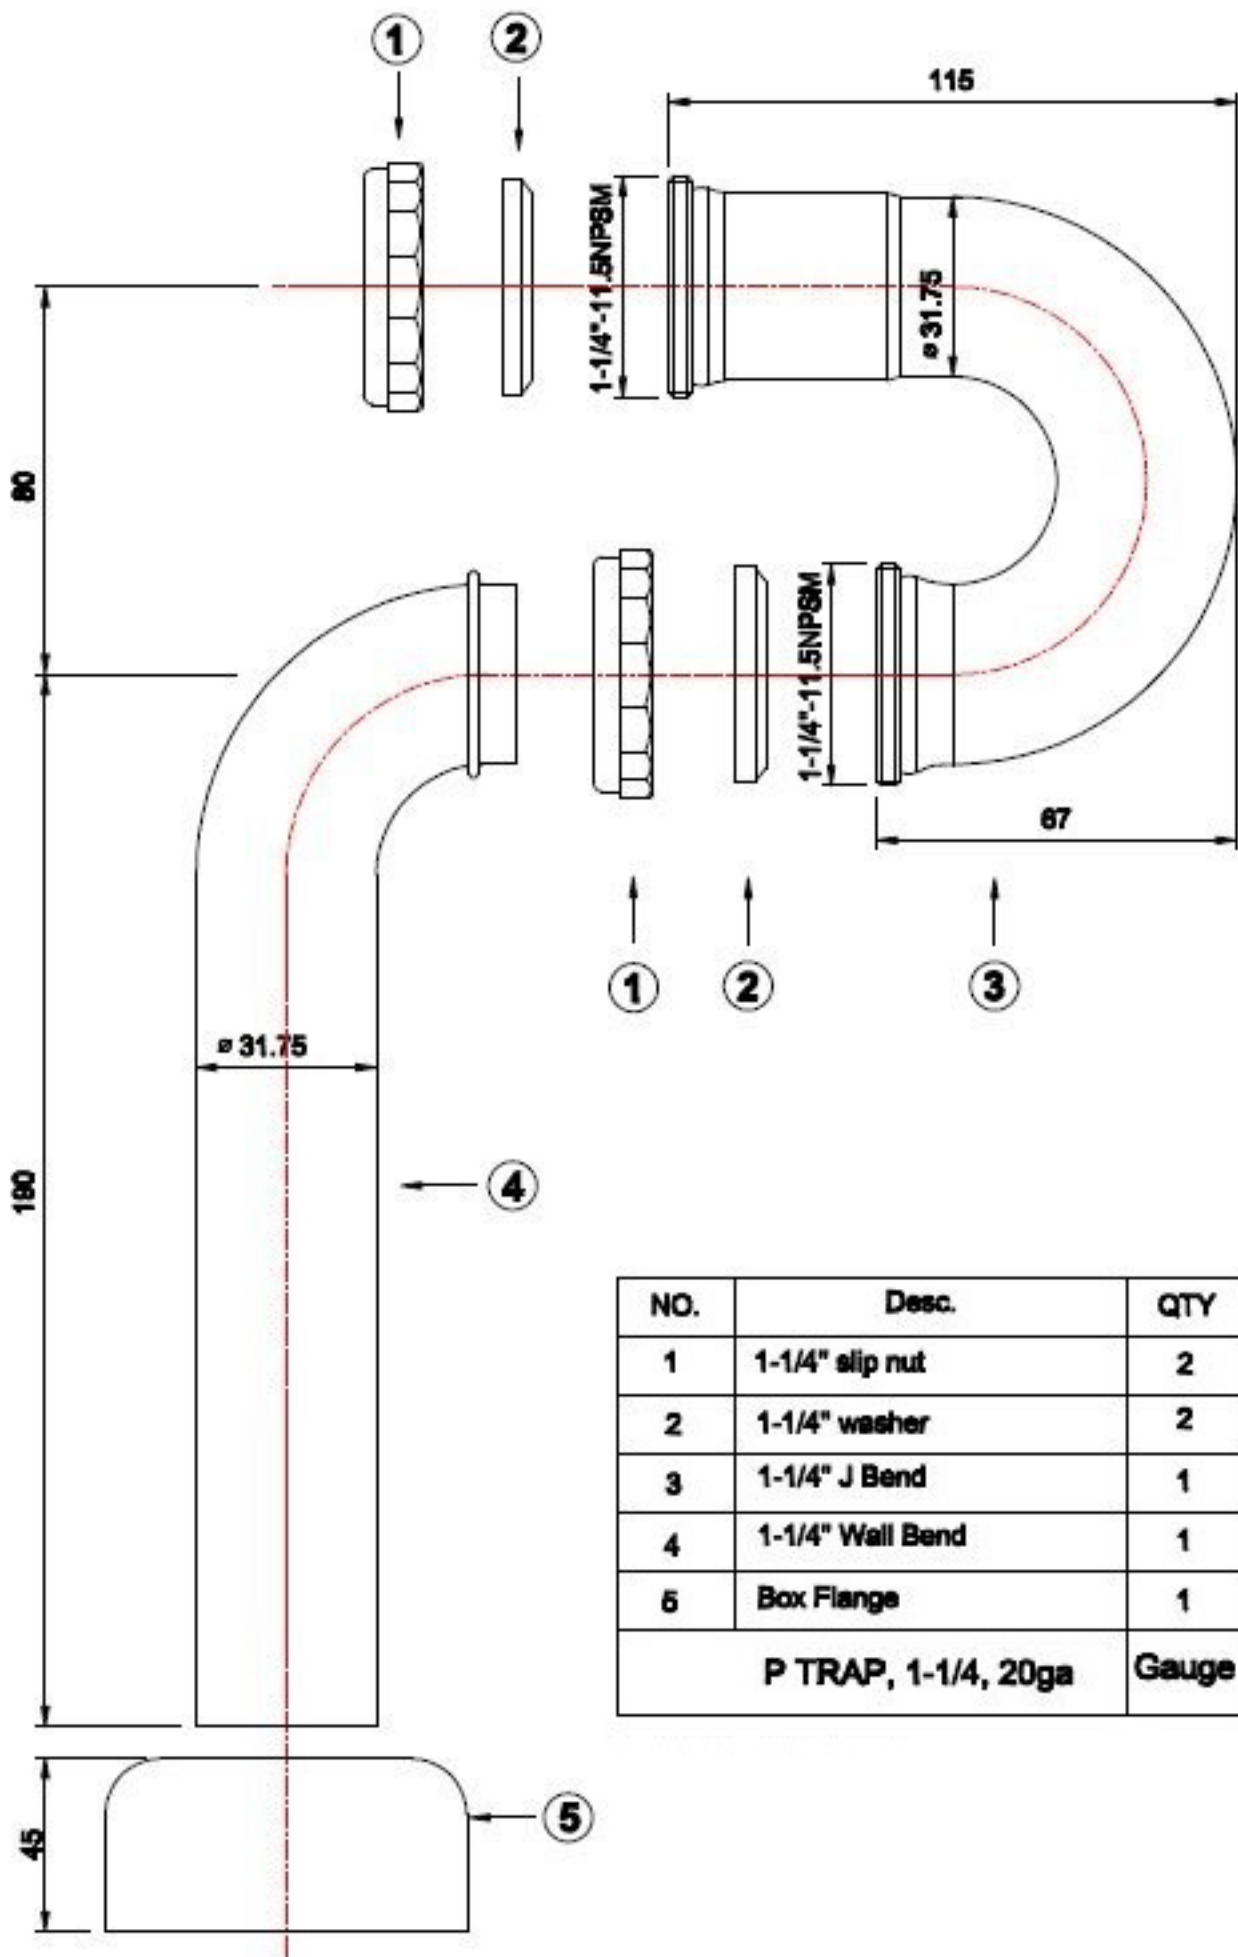 1
2
115
1-1/4"-11.5NPSM
ø 31.75
80
1-1/4"-11.5NPSM
67
1
2
3
ø 31.75
190
4
NO. Desc. QTY
1 1-1/4" slip nut 2
2 1-1/4" washer 2
3 1-1/4" J Bend 1
4 1-1/4" Wall Bend 1
5 Box Flange 1
P TRAP, 1-1/4, 20ga Gauge
45
5